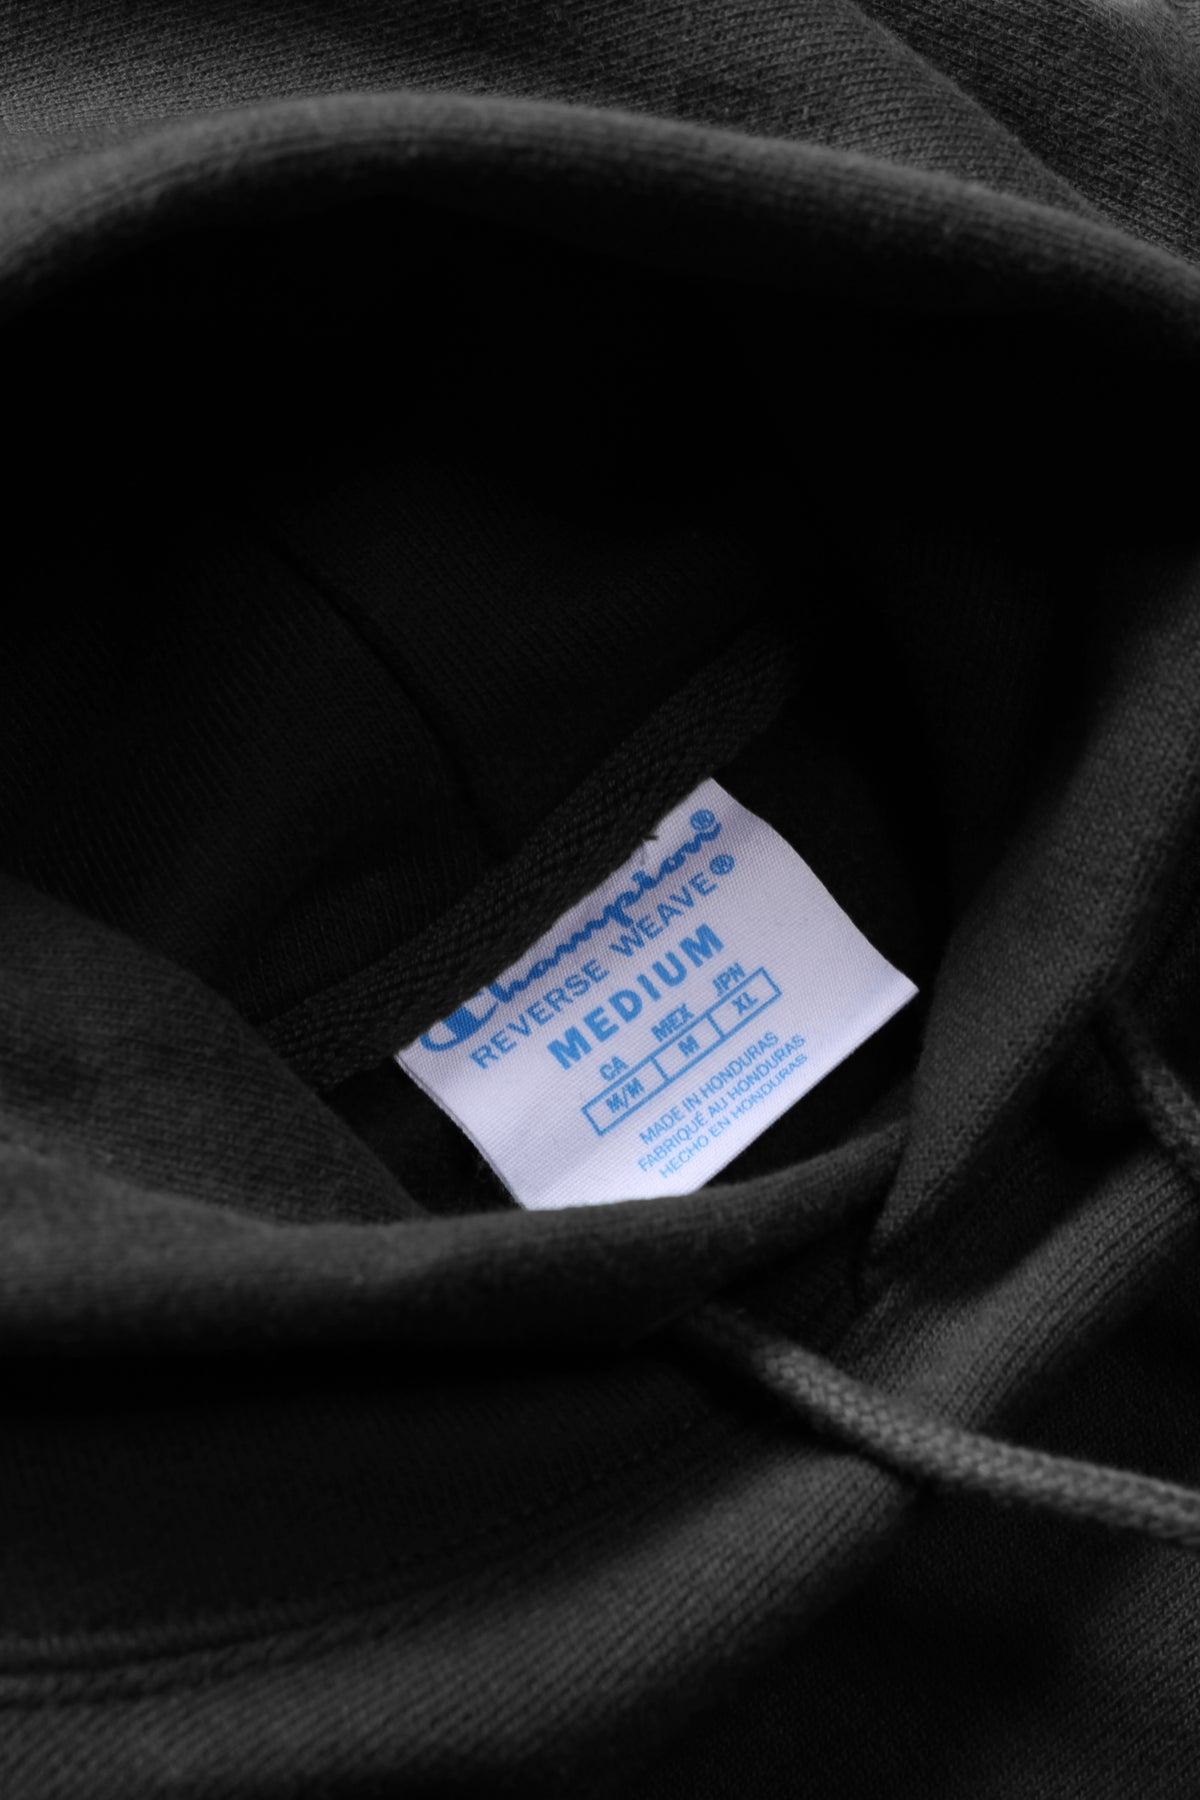 Champion®
REVERSE WEAVE®
MEDIUM
CA MEX JPN
M/M M XL
MADE IN HONDURAS
FABRIQUÉ AU HONDURAS
HECHO EN HONDURAS